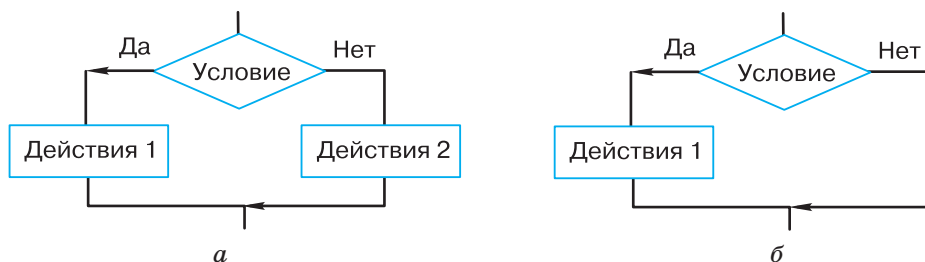 Да
Нет
Условие
Действия 1
Действия 2
а
Да
Нет
Условие
Действия 1
б